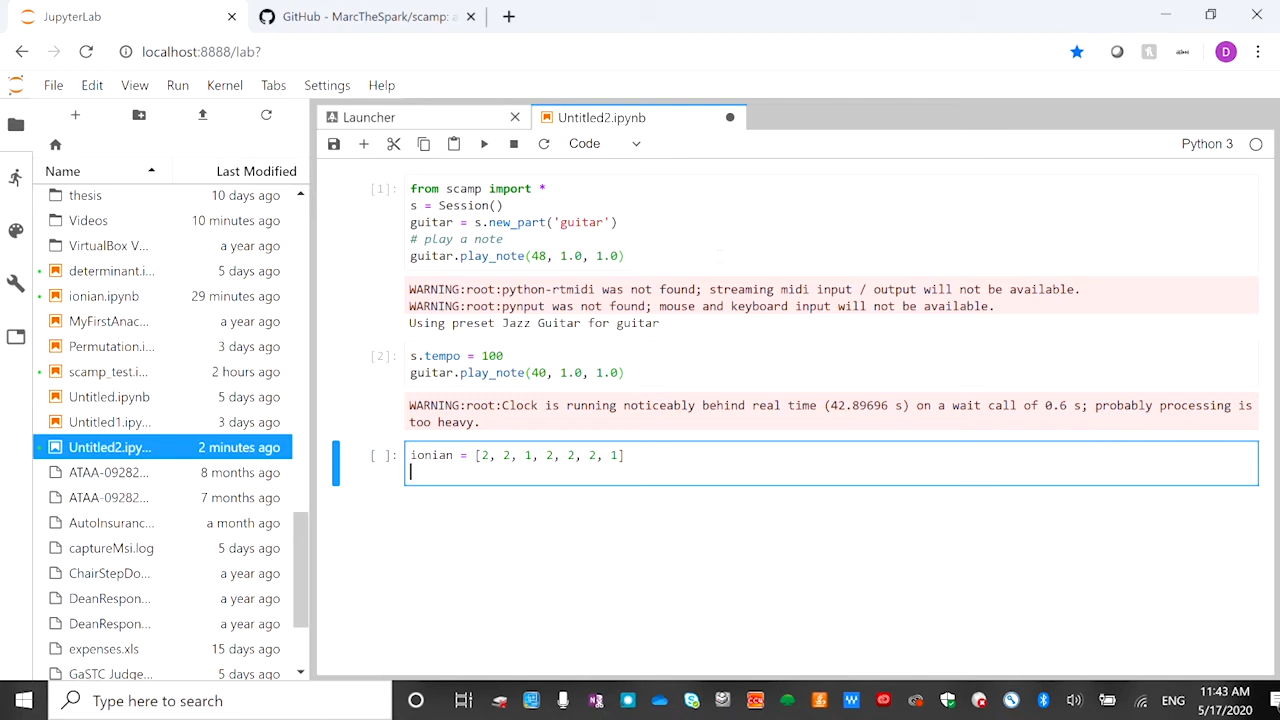 JupyterLab
GitHub - MarcTheSpark/scamp: a
localhost:8888/lab?
D
File Edit View Run Kernel Tabs Settings Help
Launcher
Untitled2.ipynb
Code
Python 3
Name Last Modified
thesis 10 days ago
Videos 10 minutes ago
VirtualBox V... a year ago
determinant.i... 5 days ago
ionian.ipynb 29 minutes ago
MyFirstAnac... a year ago
Permutation.i... 3 days ago
scamp_test.i... 2 hours ago
Untitled.ipynb 5 days ago
Untitled1.ipy... 3 days ago
Untitled2.ipy... 2 minutes ago
ATAA-09282... 8 months ago
ATAA-09282... 7 months ago
AutoInsuranc... a month ago
captureMsi.log 5 days ago
ChairStepDo... a year ago
DeanRespon... a year ago
DeanRespon... a year ago
expenses.xls 15 days ago
GaSTC Judge... 5 days ago
[1]: from scamp import *
s = Session()
guitar = s.new_part('guitar')
# play a note
guitar.play_note(48, 1.0, 1.0)
WARNING:root:python-rtmidi was not found; streaming midi input / output will not be available.
WARNING:root:pynput was not found; mouse and keyboard input will not be available.
Using preset Jazz Guitar for guitar
[2]: s.tempo = 100
guitar.play_note(40, 1.0, 1.0)
WARNING:root:Clock is running noticeably behind real time (42.89696 s) on a wait call of 0.6 s; probably processing is
too heavy.
[ ]: ionian = [2, 2, 1, 2, 2, 2, 1]
Type here to search
ENG
11:43 AM
5/17/2020